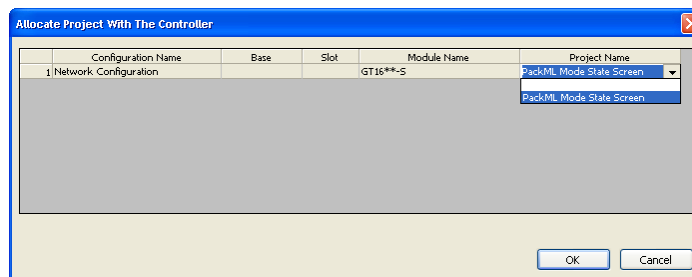 Allocate Project With The Controller
Configuration Name Base Slot Module Name Project Name
1 Network Configuration GT16**-S PackML Mode State Screen
PackML Mode State Screen
OK Cancel